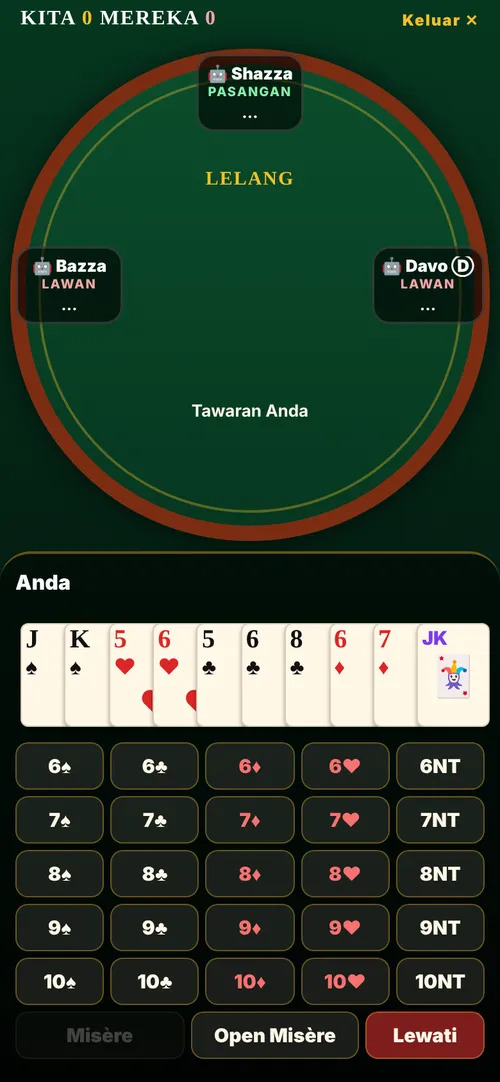 KITA 0 MEREKA 0
Keluar ×
🤖 Shazza
PASANGAN
...
LELANG
🤖 Bazza
LAWAN
...
🤖 Davo Ⓓ
LAWAN
...
Tawaran Anda
Anda
J♠ K♠ 5♥ 6♥ 5♣ 6♣ 8♣ 6♦ 7♦ JK
6♠ 6♣ 6♦ 6♥ 6NT
7♠ 7♣ 7♦ 7♥ 7NT
8♠ 8♣ 8♦ 8♥ 8NT
9♠ 9♣ 9♦ 9♥ 9NT
10♠ 10♣ 10♦ 10♥ 10NT
Misère Open Misère Lewati